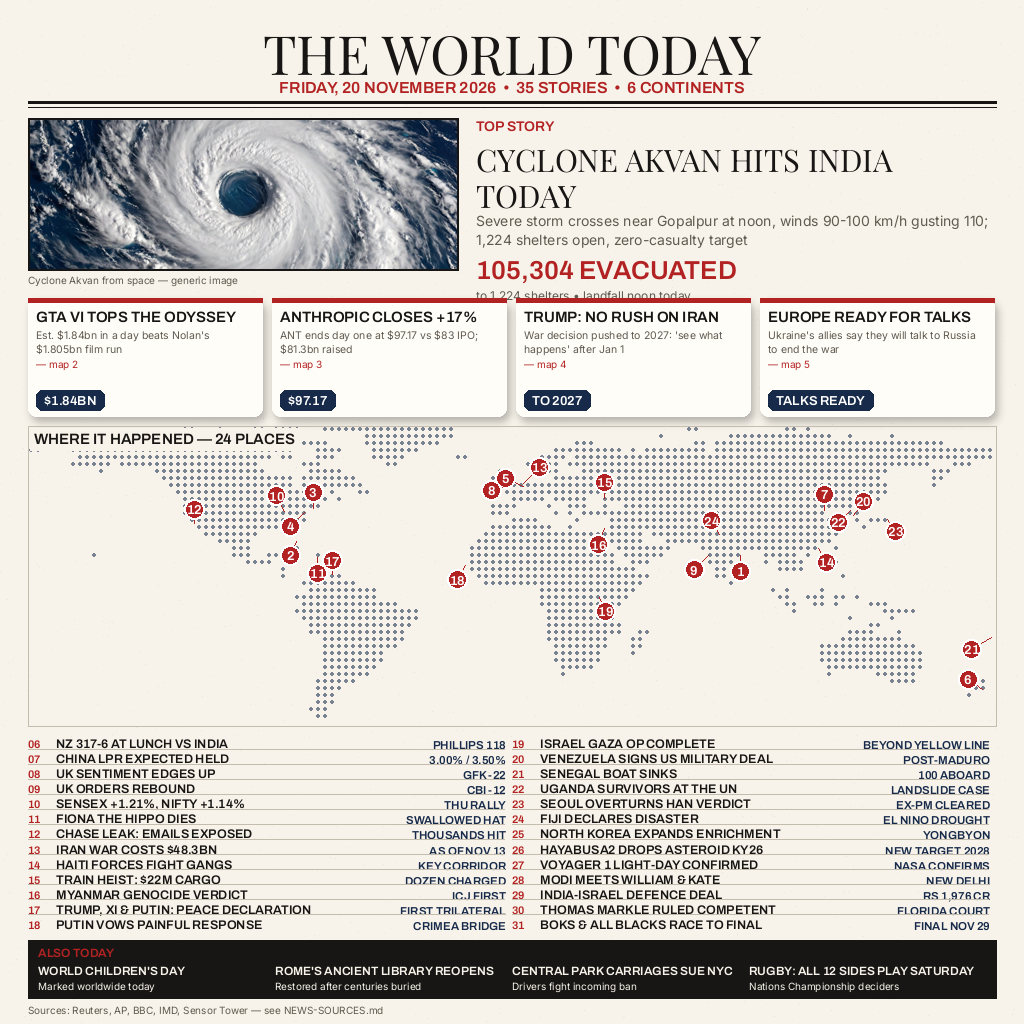 THE WORLD TODAY
FRIDAY, 20 NOVEMBER 2026 • 35 STORIES • 6 CONTINENTS
TOP STORY
CYCLONE AKVAN HITS INDIA
TODAY
Severe storm crosses near Gopalpur at noon, winds 90-100 km/h gusting 110;
1,224 shelters open, zero-casualty target
105,304 EVACUATED
to 1,224 shelters • landfall noon today
Cyclone Akvan from space — generic image
GTA VI TOPS THE ODYSSEY
Est. $1.84bn in a day beats Nolan's
$1.805bn film run
— map 2
$1.84BN
ANTHROPIC CLOSES +17%
ANT ends day one at $97.17 vs $83 IPO;
$81.3bn raised
— map 3
$97.17
TRUMP: NO RUSH ON IRAN
War decision pushed to 2027: 'see what
happens' after Jan 1
— map 4
TO 2027
EUROPE READY FOR TALKS
Ukraine's allies say they will talk to Russia
to end the war
— map 5
TALKS READY
WHERE IT HAPPENED — 24 PLACES
13
5
15
8
10
3
7
12
20
24
22
4
23
16
2
17
14
11
9
1
18
19
21
6
06 NZ 317-6 AT LUNCH VS INDIA PHILLIPS 118
07 CHINA LPR EXPECTED HELD 3.00% / 3.50%
08 UK SENTIMENT EDGES UP GFK -22
09 UK ORDERS REBOUND CBI -12
10 SENSEX +1.21%, NIFTY +1.14% THU RALLY
11 FIONA THE HIPPO DIES SWALLOWED HAT
12 CHASE LEAK: EMAILS EXPOSED THOUSANDS HIT
13 IRAN WAR COSTS $48.3BN AS OF NOV 13
14 HAITI FORCES FIGHT GANGS KEY CORRIDOR
15 TRAIN HEIST: $22M CARGO DOZEN CHARGED
16 MYANMAR GENOCIDE VERDICT ICJ FIRST
17 TRUMP, XI & PUTIN: PEACE DECLARATION FIRST TRILATERAL
18 PUTIN VOWS PAINFUL RESPONSE CRIMEA BRIDGE
19 ISRAEL GAZA OP COMPLETE BEYOND YELLOW LINE
20 VENEZUELA SIGNS US MILITARY DEAL POST-MADURO
21 SENEGAL BOAT SINKS 100 ABOARD
22 UGANDA SURVIVORS AT THE UN LANDSLIDE CASE
23 SEOUL OVERTURNS HAN VERDICT EX-PM CLEARED
24 FIJI DECLARES DISASTER EL NINO DROUGHT
25 NORTH KOREA EXPANDS ENRICHMENT YONGBYON
26 HAYABUSA2 DROPS ASTEROID KY26 NEW TARGET 2028
27 VOYAGER 1 LIGHT-DAY CONFIRMED NASA CONFIRMS
28 MODI MEETS WILLIAM & KATE NEW DELHI
29 INDIA-ISRAEL DEFENCE DEAL RS 1,976 CR
30 THOMAS MARKLE RULED COMPETENT FLORIDA COURT
31 BOKS & ALL BLACKS RACE TO FINAL FINAL NOV 29
ALSO TODAY
WORLD CHILDREN'S DAY
Marked worldwide today
ROME'S ANCIENT LIBRARY REOPENS
Restored after centuries buried
CENTRAL PARK CARRIAGES SUE NYC
Drivers fight incoming ban
RUGBY: ALL 12 SIDES PLAY SATURDAY
Nations Championship deciders
Sources: Reuters, AP, BBC, IMD, Sensor Tower — see NEWS-SOURCES.md